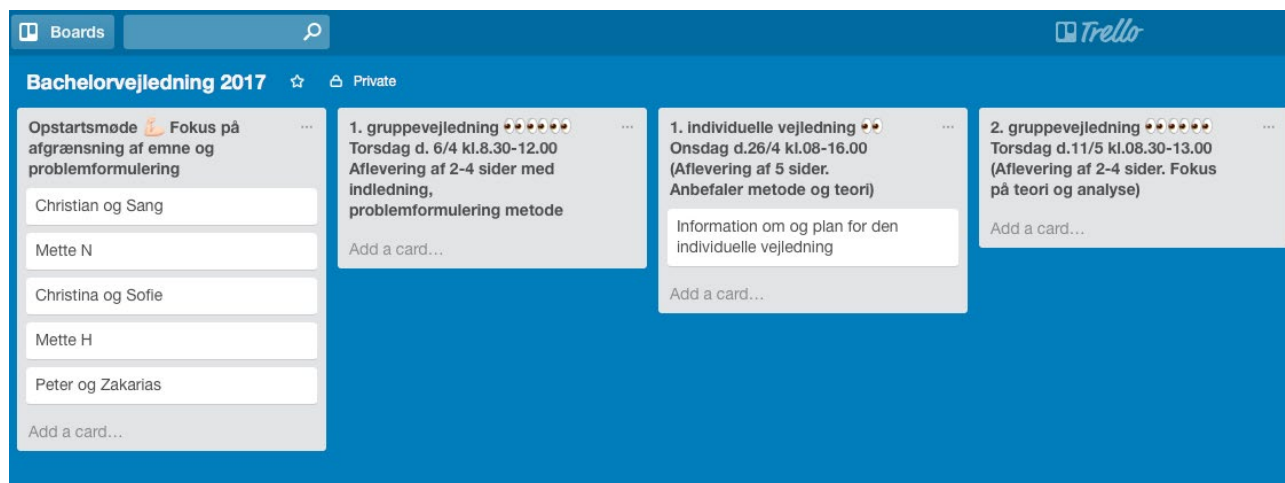 Boards
Trello
Bachelorvejledning 2017
Private
Opstartsmøde 💪🏻 Fokus på
afgrænsning af emne og
problemformulering
Christian og Sang
Mette N
Christina og Sofie
Mette H
Peter og Zakarias
Add a card…
1. gruppevejledning 👀👀👀
Torsdag d. 6/4 kl.8.30-12.00
Aflevering af 2-4 sider med
indledning,
problemformulering metode
Add a card…
1. individuelle vejledning 👀
Onsdag d.26/4 kl.08-16.00
(Aflevering af 5 sider.
Anbefaler metode og teori)
Information om og plan for den
individuelle vejledning
Add a card…
2. gruppevejledning 👀👀👀
Torsdag d.11/5 kl.08.30-13.00
(Aflevering af 2-4 sider. Fokus
på teori og analyse)
Add a card…